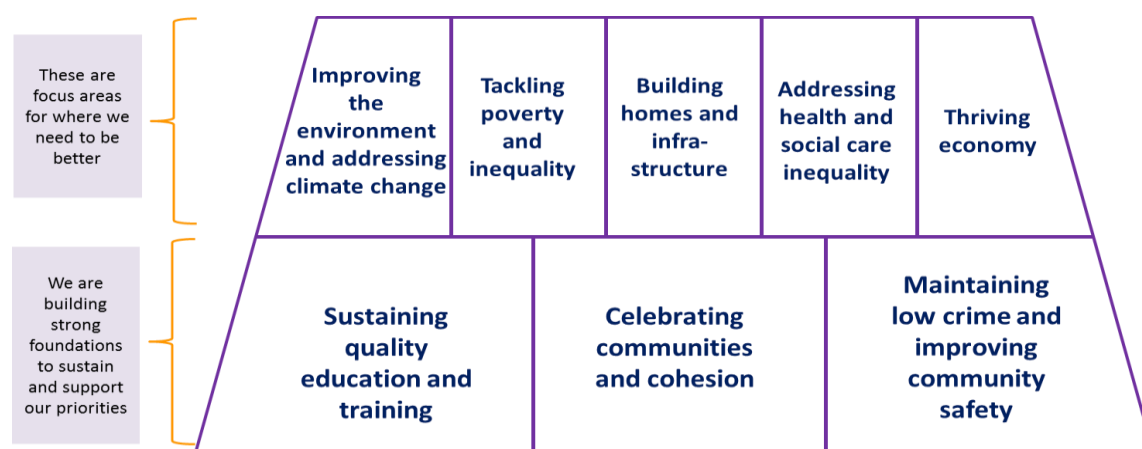 These are
focus areas
for where we
need to be
better
Improving
the
environment
and addressing
climate change
Tackling
poverty
and
inequality
Building
homes and
infra-
structure
Addressing
health and
social care
inequality
Thriving
economy
We are
building
strong
foundations
to sustain
and support
our priorities
Sustaining
quality
education and
training
Celebrating
communities
and cohesion
Maintaining
low crime and
improving
community
safety